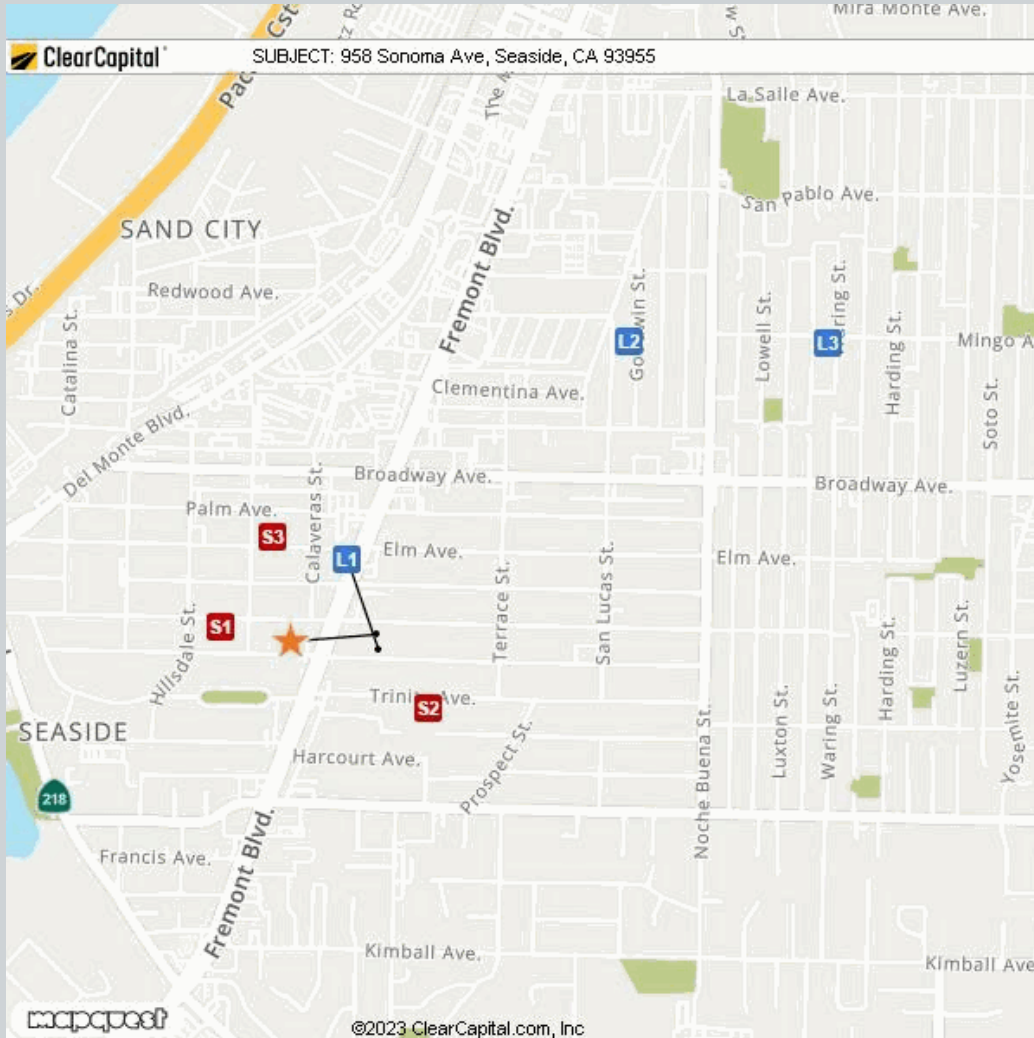 Mira Monte Ave.
ClearCapital
SUBJECT: 958 Sonoma Ave, Seaside, CA 93955
La Salle Ave.
San Pablo Ave.
SAND CITY
Fremont Blvd.
Redwood Ave.
Catalina St.
L2
Lowell St.
L3
Harding St.
Mingo A
Clementina Ave.
Soto St.
Del Monte Blvd.
Broadway Ave.
Broadway Ave.
Palm Ave.
S3
Calaveras St.
L1
Elm Ave.
Elm Ave.
Terrace St.
San Lucas St.
S1
Hillsdale St.
Harding St.
Luzern St.
S2
SEASIDE
Harcourt Ave.
Prospect St.
Noche Buena St.
Luxton St.
Waring St.
Yosemite St.
218
Francis Ave.
Fremont Blvd.
Kimball Ave.
Kimball Ave
mapquest
©2023 ClearCapital.com, Inc